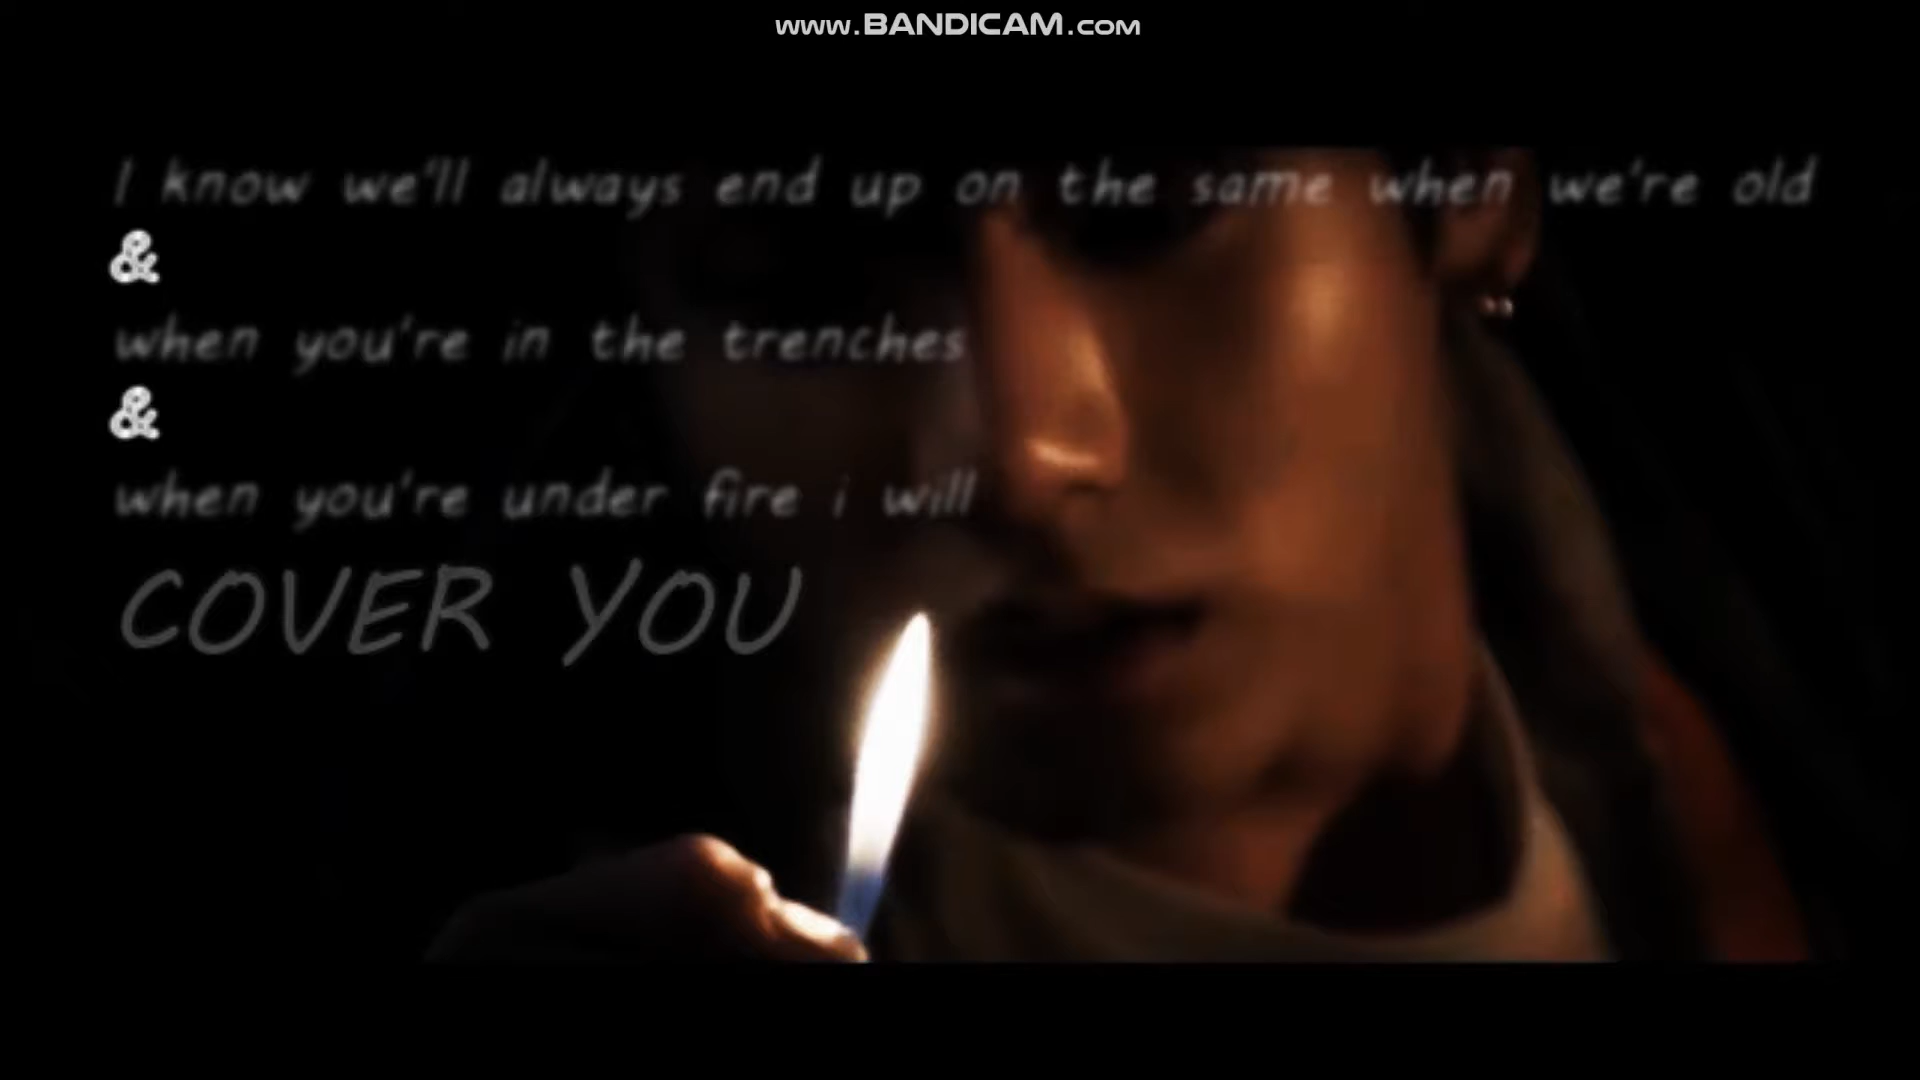 www.BANDICAM.COM
I know we'll always end up on the same when we're old
&
when you're in the trenches
&
when you're under fire i will
COVER YOU